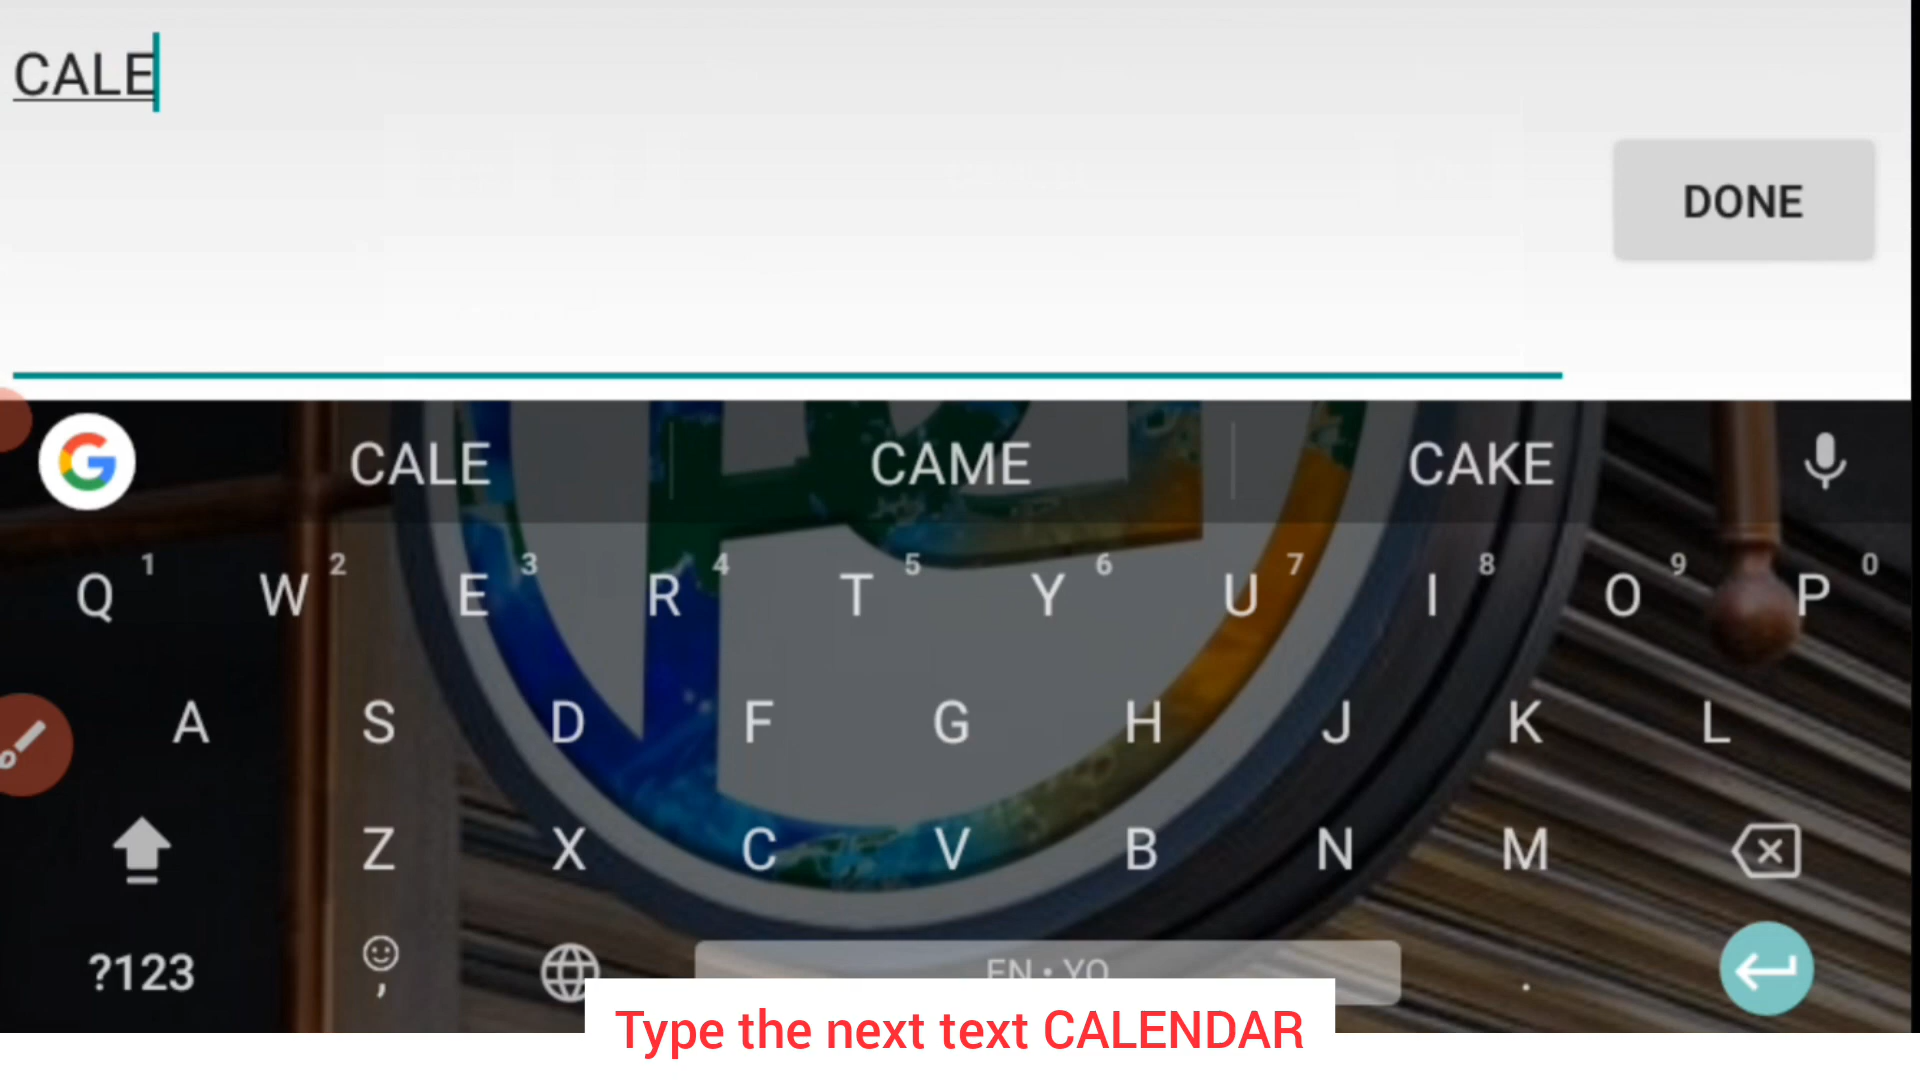 CALE
DONE
G CALE CAME CAKE
Q 1 W 2 E 3 R 4 T 5 Y 6 U 7 I 8 O 9 P 0
A S D F G H J K L
Z X C V B N M
?123 , EN • YO .
Type the next text CALENDAR